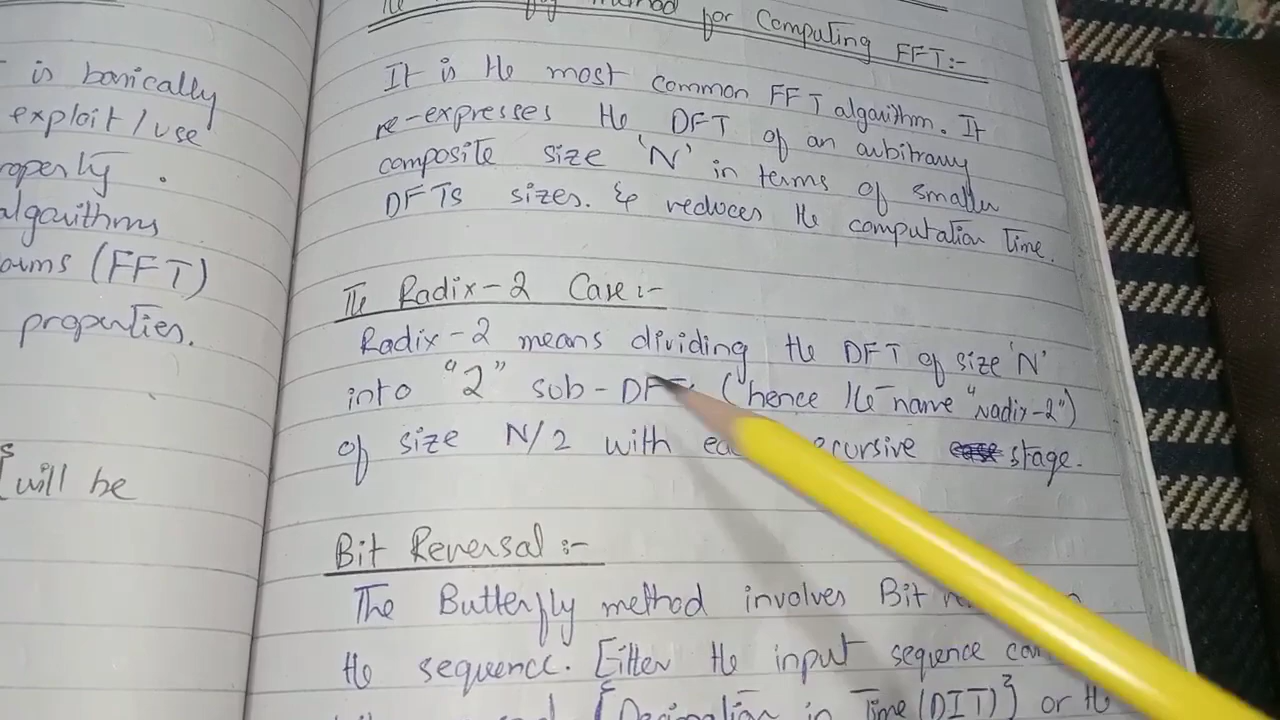 is basically
exploit/use
algorithms
(FFT)
properties.
will be
Method for Computing FFT:-
It is the most common FFT algorithm. It
re-expresses the DFT of an arbitrary
composite size 'N' in terms of smaller
DFTs sizes. & reduces the computation Time.
The Radix-2 Case:-
Radix-2 means dividing the DFT of size 'N'
into "2" sub-DFTs (hence the name "radix-2")
of size N/2 with each recursive stage.
Bit Reversal:-
The Butterfly method involves Bit
the sequence. [Either the input sequence can
[Decimation in Time (DIT)] or the